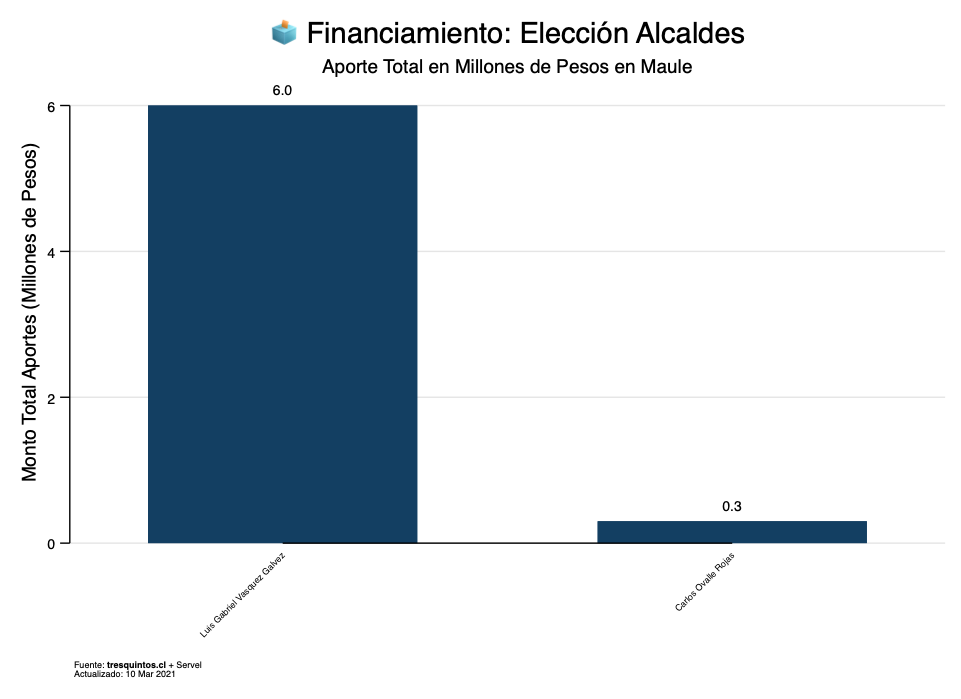 Financiamiento: Elección Alcaldes
Aporte Total en Millones de Pesos en Maule
Monto Total Aportes (Millones de Pesos)
6
4
2
0
6.0
0.3
Luis Gabriel Vasquez Galvez
Carlos Ovalle Rojas
Fuente: tresquintos.cl + Servel
Actualizado: 10 Mar 2021